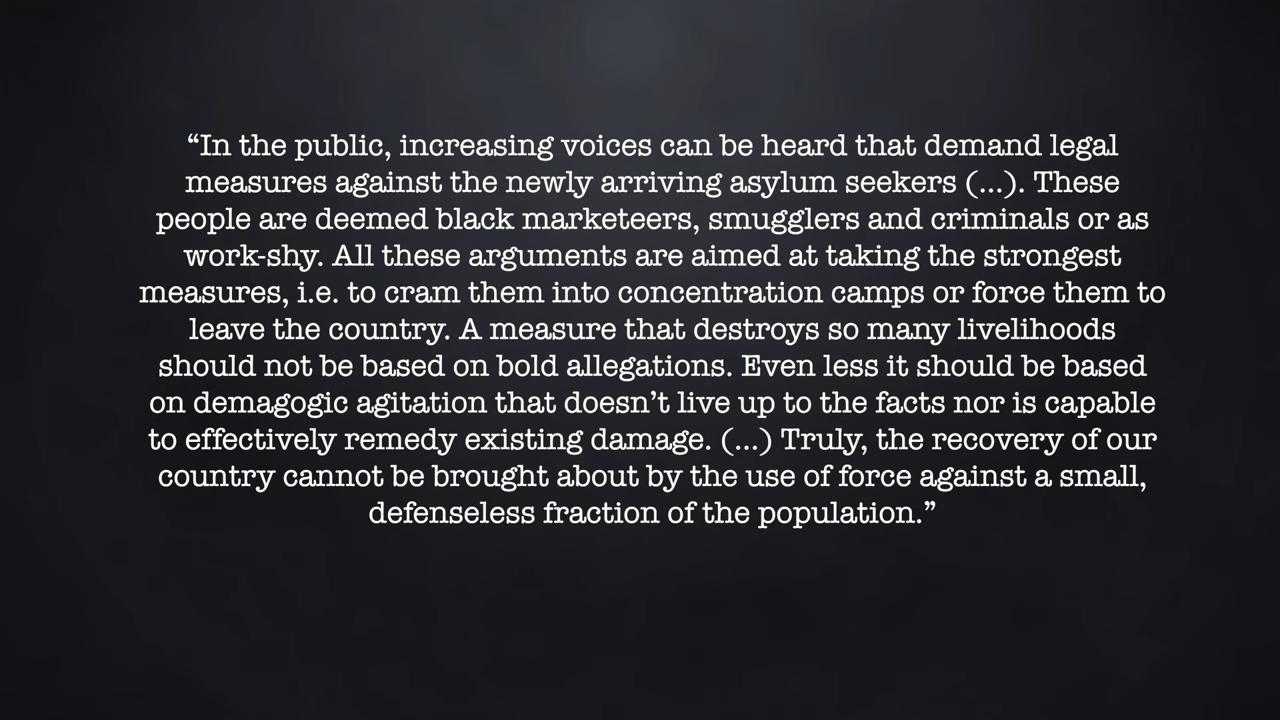 “In the public, increasing voices can be heard that demand legal
measures against the newly arriving asylum seekers (...). These
people are deemed black marketeers, smugglers and criminals or as
work-shy. All these arguments are aimed at taking the strongest
measures, i.e. to cram them into concentration camps or force them to
leave the country. A measure that destroys so many livelihoods
should not be based on bold allegations. Even less it should be based
on demagogic agitation that doesn’t live up to the facts nor is capable
to effectively remedy existing damage. (...) Truly, the recovery of our
country cannot be brought about by the use of force against a small,
defenseless fraction of the population.”